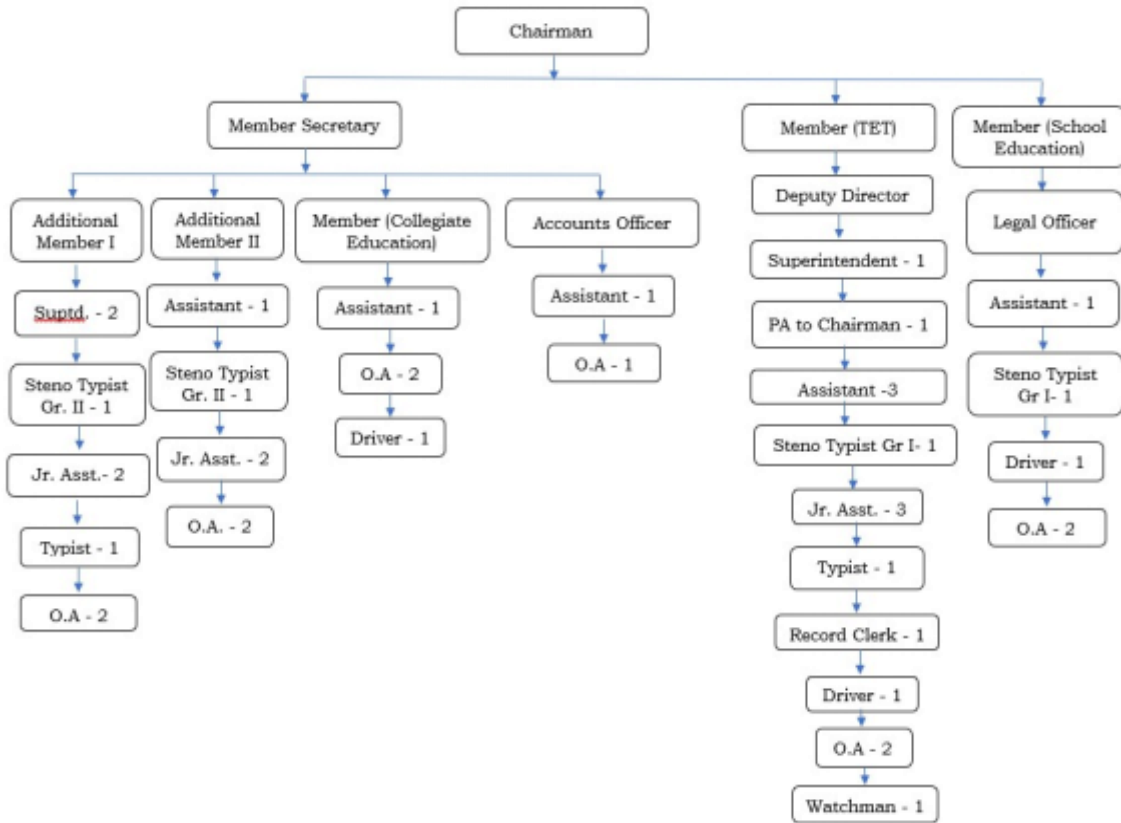 Chairman
Member Secretary
Member (TET)
Member (School
Education)
Additional
Member I
Additional
Member II
Member (Collegiate
Education)
Accounts Officer
Deputy Director
Legal Officer
Suptd. - 2
Assistant - 1
Assistant - 1
Assistant - 1
Superintendent - 1
Assistant - 1
Steno Typist
Gr. II - 1
Steno Typist
Gr. II - 1
O.A - 2
O.A - 1
PA to Chairman - 1
Steno Typist
Gr I- 1
Jr. Asst.- 2
Jr. Asst. - 2
Driver - 1
Assistant -3
Driver - 1
Typist - 1
O.A. - 2
Steno Typist Gr I- 1
O.A - 2
O.A - 2
Jr. Asst. - 3
Typist - 1
Record Clerk - 1
Driver - 1
O.A - 2
Watchman - 1